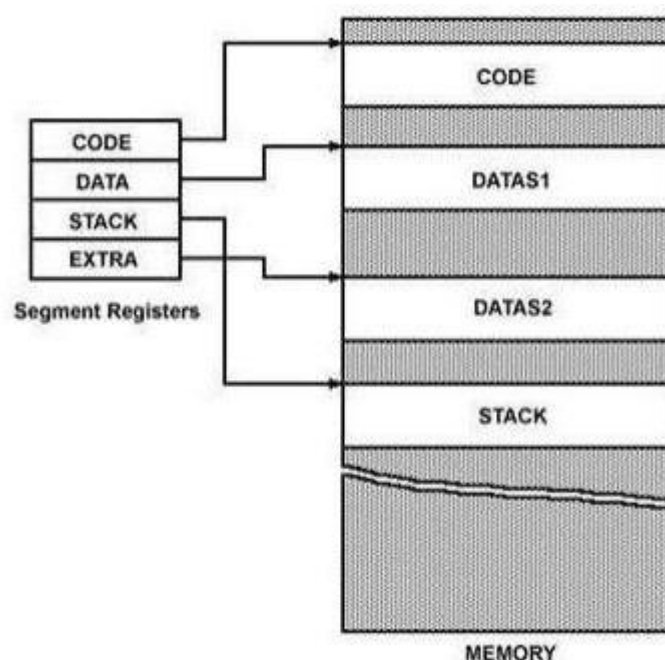 CODE
DATA
STACK
EXTRA
Segment Registers
CODE
DATAS1
DATAS2
STACK
MEMORY